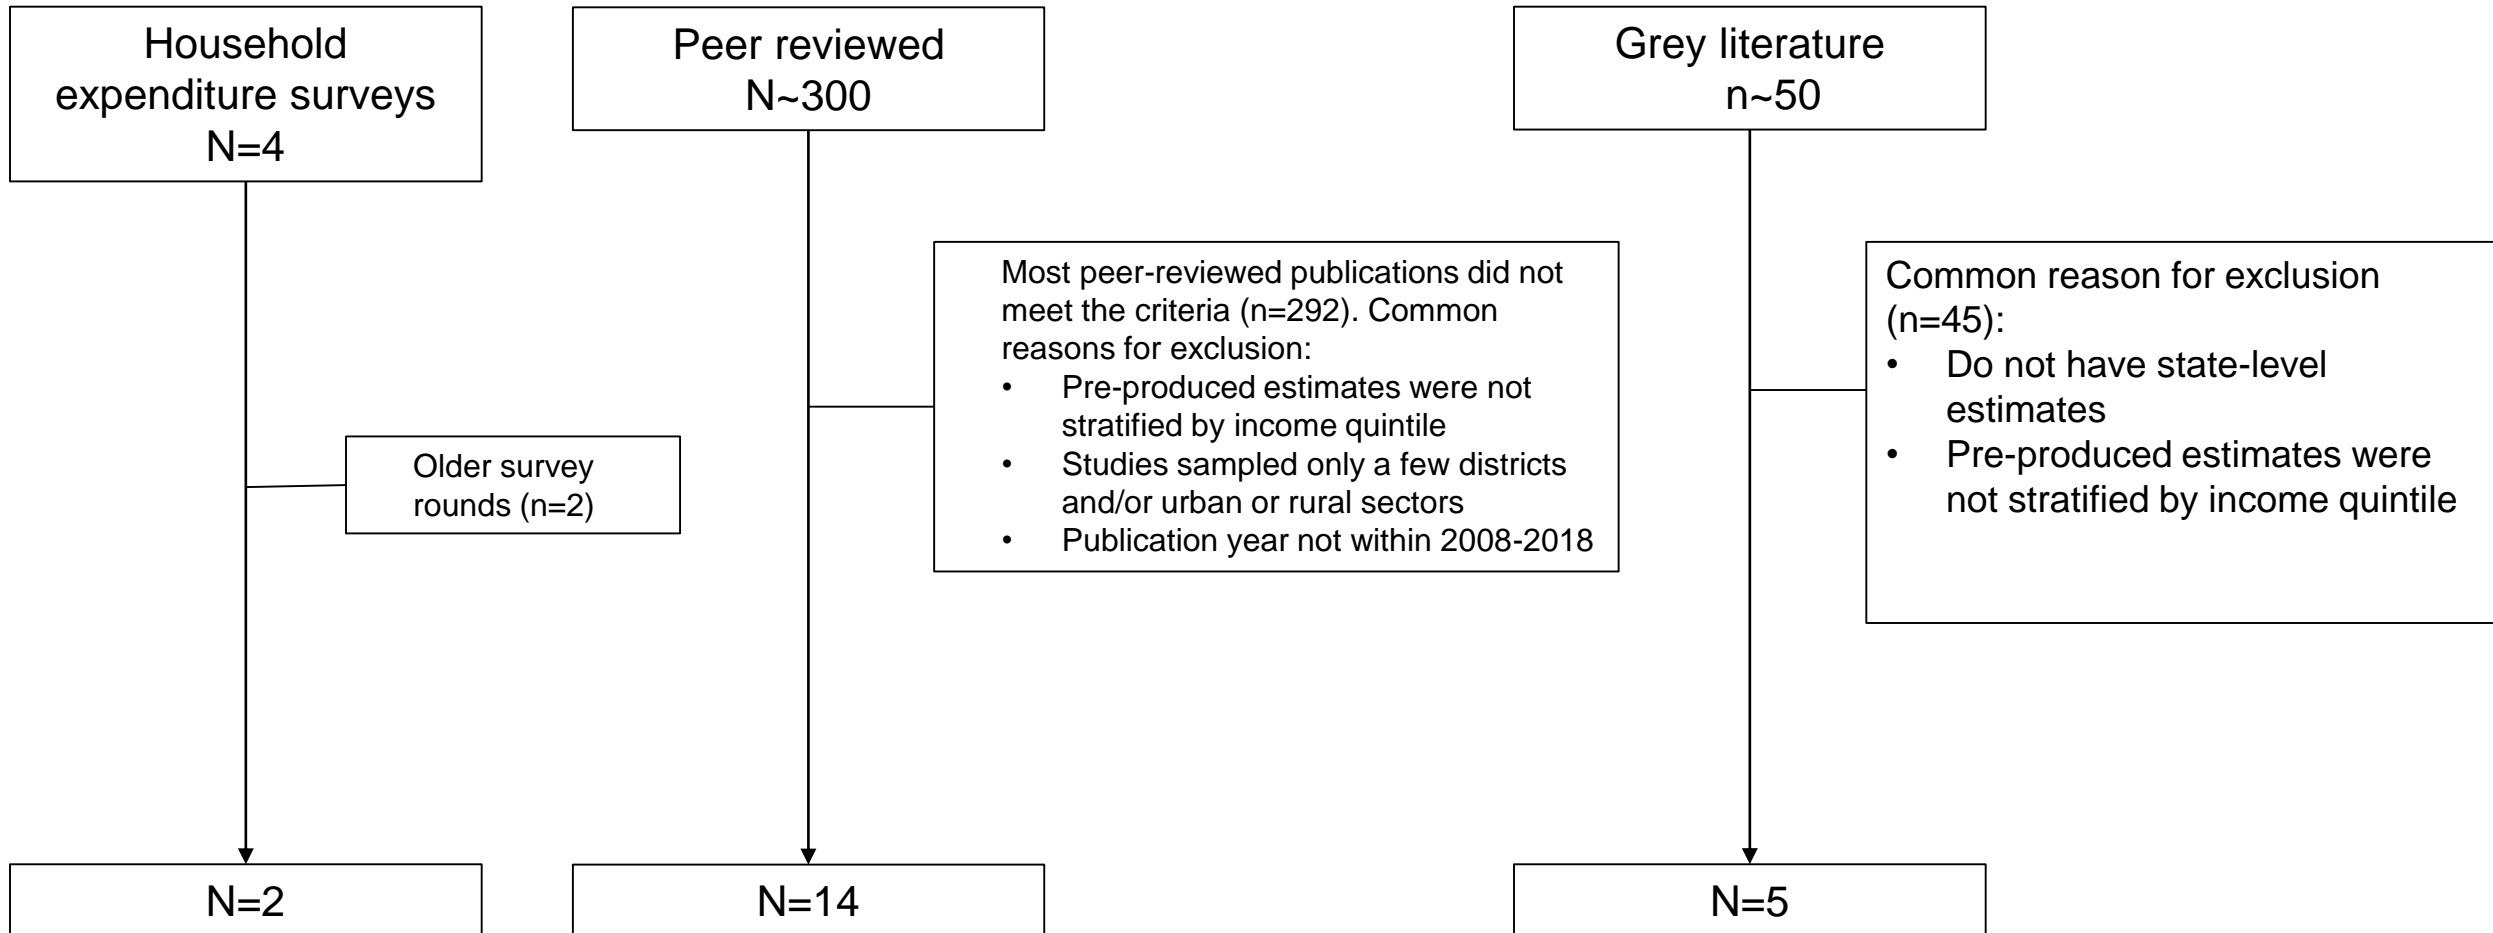 Household
expenditure surveys
N=4
Peer reviewed
N~300
Grey literature
n~50
Older survey
rounds (n=2)
Most peer-reviewed publications did not
meet the criteria (n=292). Common
reasons for exclusion:
• Pre-produced estimates were not
stratified by income quintile
• Studies sampled only a few districts
and/or urban or rural sectors
• Publication year not within 2008-2018
Common reason for exclusion
(n=45):
• Do not have state-level
estimates
• Pre-produced estimates were
not stratified by income quintile
N=2
N=14
N=5